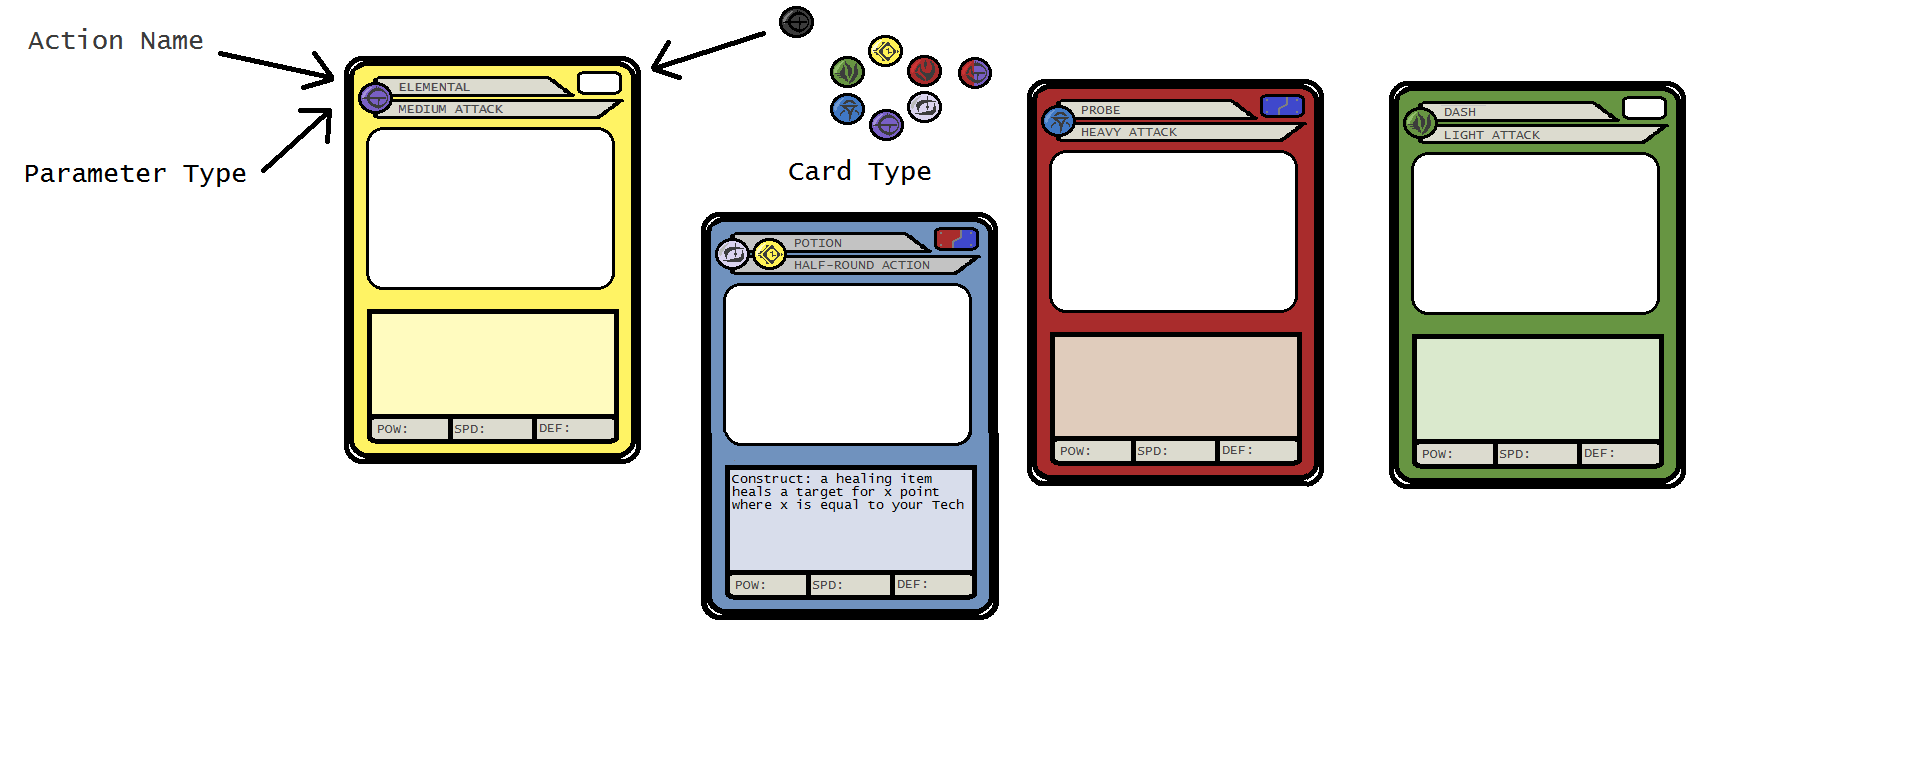 Action Name
Parameter Type
ELEMENTAL
MEDIUM ATTACK
POW:
SPD:
DEF:
Card Type
POTION
HALF-ROUND ACTION
Construct: a healing item
heals a target for x point
where x is equal to your Tech
POW:
SPD:
DEF:
PROBE
HEAVY ATTACK
POW:
SPD:
DEF:
DASH
LIGHT ATTACK
POW:
SPD:
DEF: